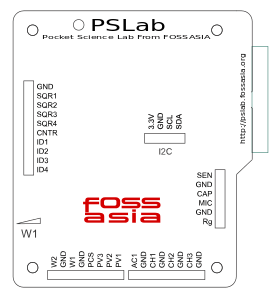 PSLab
Pocket Science Lab From FOSSASIA
http://pslab.fossasia.org
3.3V
GND
SCL
SDA
I2C
GND
SQR1
SQR2
SQR3
SQR4
CNTR
ID1
ID2
ID3
ID4
SEN
GND
CAP
MIC
GND
Rg
foss
asia
W1
W2
GND
W1
GND
PCS
PV3
PV2
PV1
AC1
GND
CH1
GND
CH2
GND
CH3
GND